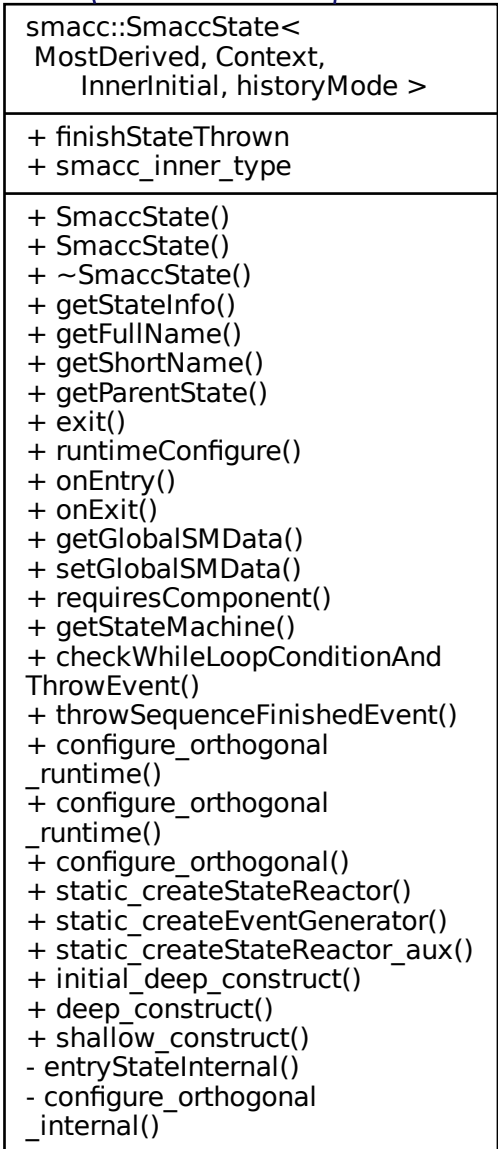 smacc::SmaccState<
MostDerived, Context,
InnerInitial, historyMode >
+ finishStateThrown
+ smacc_inner_type
+ SmaccState()
+ SmaccState()
+ ~SmaccState()
+ getStateInfo()
+ getFullName()
+ getShortName()
+ getParentState()
+ exit()
+ runtimeConfigure()
+ onEntry()
+ onExit()
+ getGlobalSMData()
+ setGlobalSMData()
+ requiresComponent()
+ getStateMachine()
+ checkWhileLoopConditionAnd
ThrowEvent()
+ throwSequenceFinishedEvent()
+ configure_orthogonal
_runtime()
+ configure_orthogonal
_runtime()
+ configure_orthogonal()
+ static_createStateReactor()
+ static_createEventGenerator()
+ static_createStateReactor_aux()
+ initial_deep_construct()
+ deep_construct()
+ shallow_construct()
- entryStateInternal()
- configure_orthogonal
_internal()